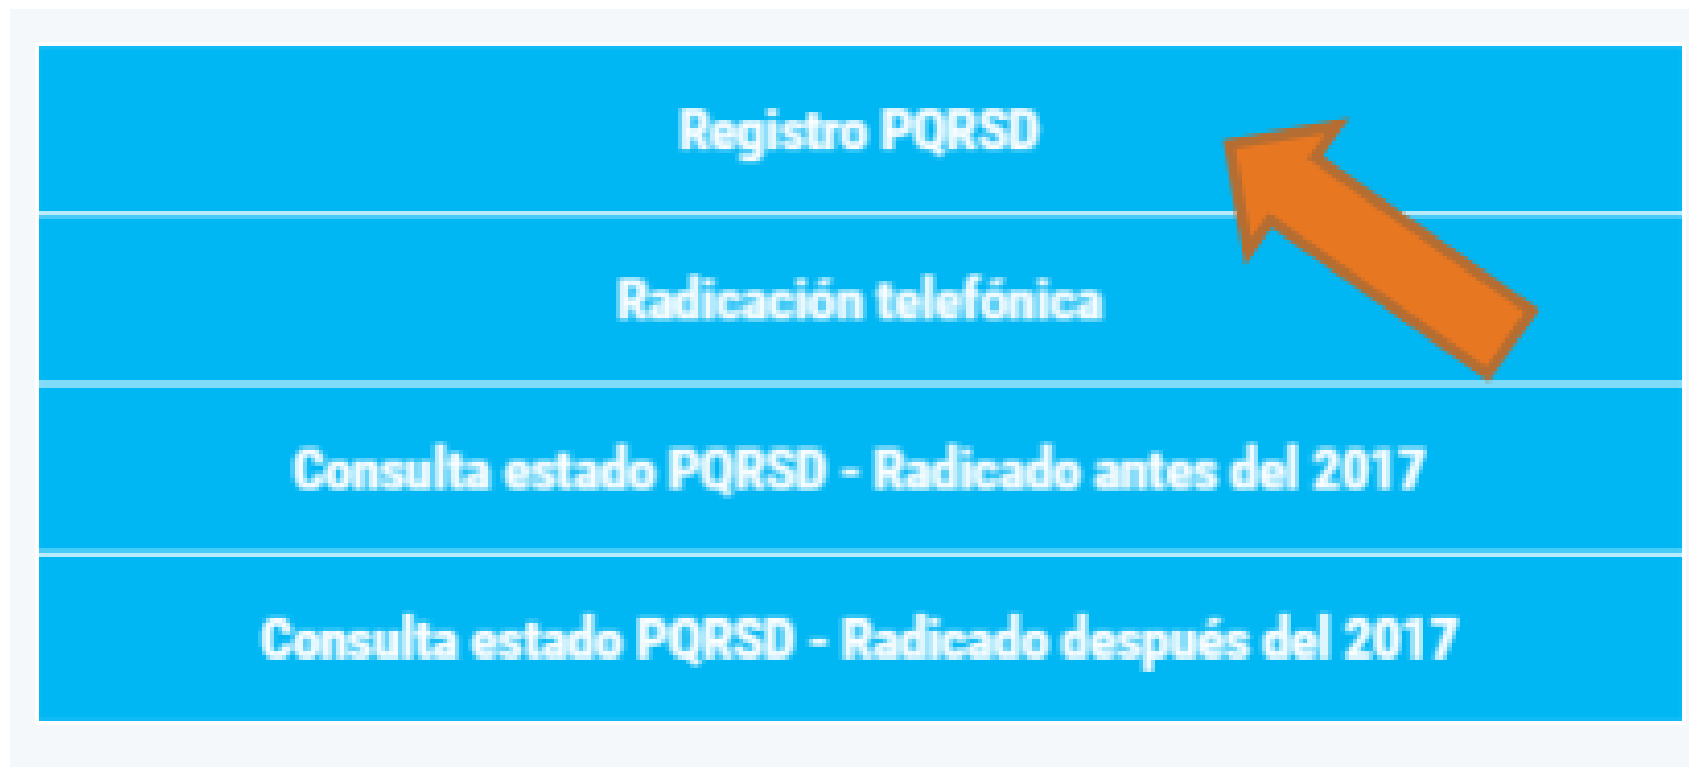 Registro PQRSD
Radicación telefónica
Consulta estado PQRSD - Radicado antes del 2017
Consulta estado PQRSD - Radicado después del 2017